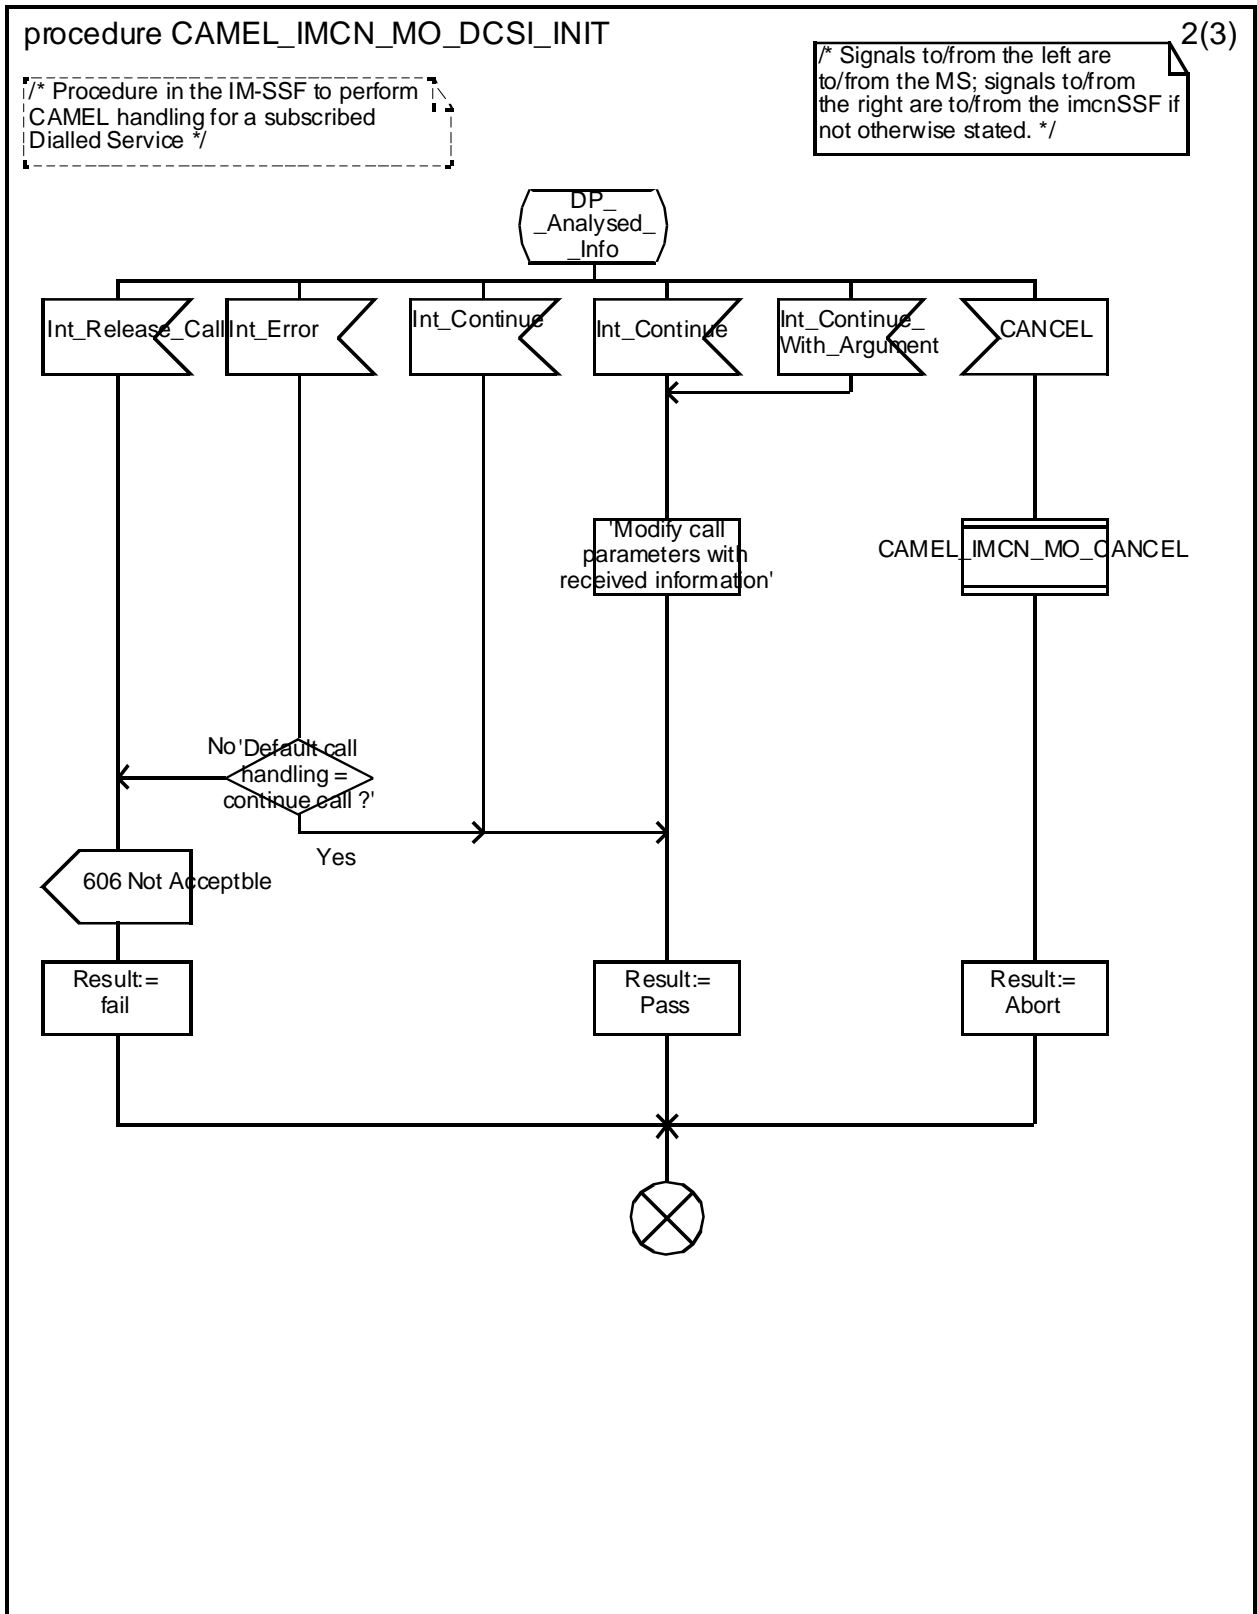 procedure CAMEL_IMCN_MO_DCSI_INIT
2(3)
/* Procedure in the IM-SSF to perform
CAMEL handling for a subscribed
Dialled Service */
/* Signals to/from the left are
to/from the MS; signals to/from
the right are to/from the imcnSSF if
not otherwise stated. */
DP_
_Analysed_
_Info
Int_Release_Call
Int_Error
Int_Continue
Int_Continue
Int_Continue_
With_Argument
CANCEL
'Modify call
parameters with
received information'
CAMEL_IMCN_MO_CANCEL
No
'Default call
handling =
continue call ?'
Yes
606 Not Acceptble
Result:=
fail
Result:=
Pass
Result:=
Abort